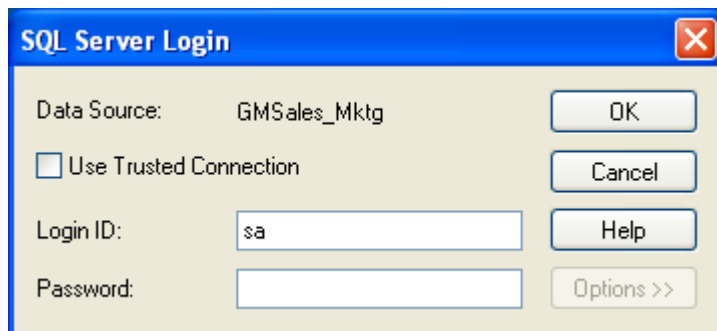 SQL Server Login
Data Source: GMSales_Mktg OK
Use Trusted Connection Cancel
Login ID: sa Help
Password: Options >>